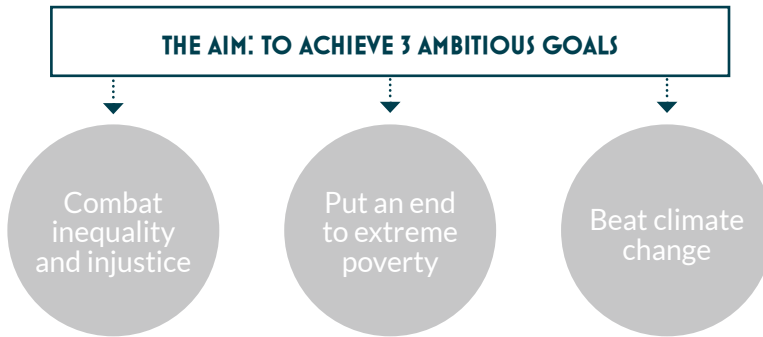 THE AIM: TO ACHIEVE 3 AMBITIOUS GOALS
Combat
inequality
and injustice
Put an end
to extreme
poverty
Beat climate
change